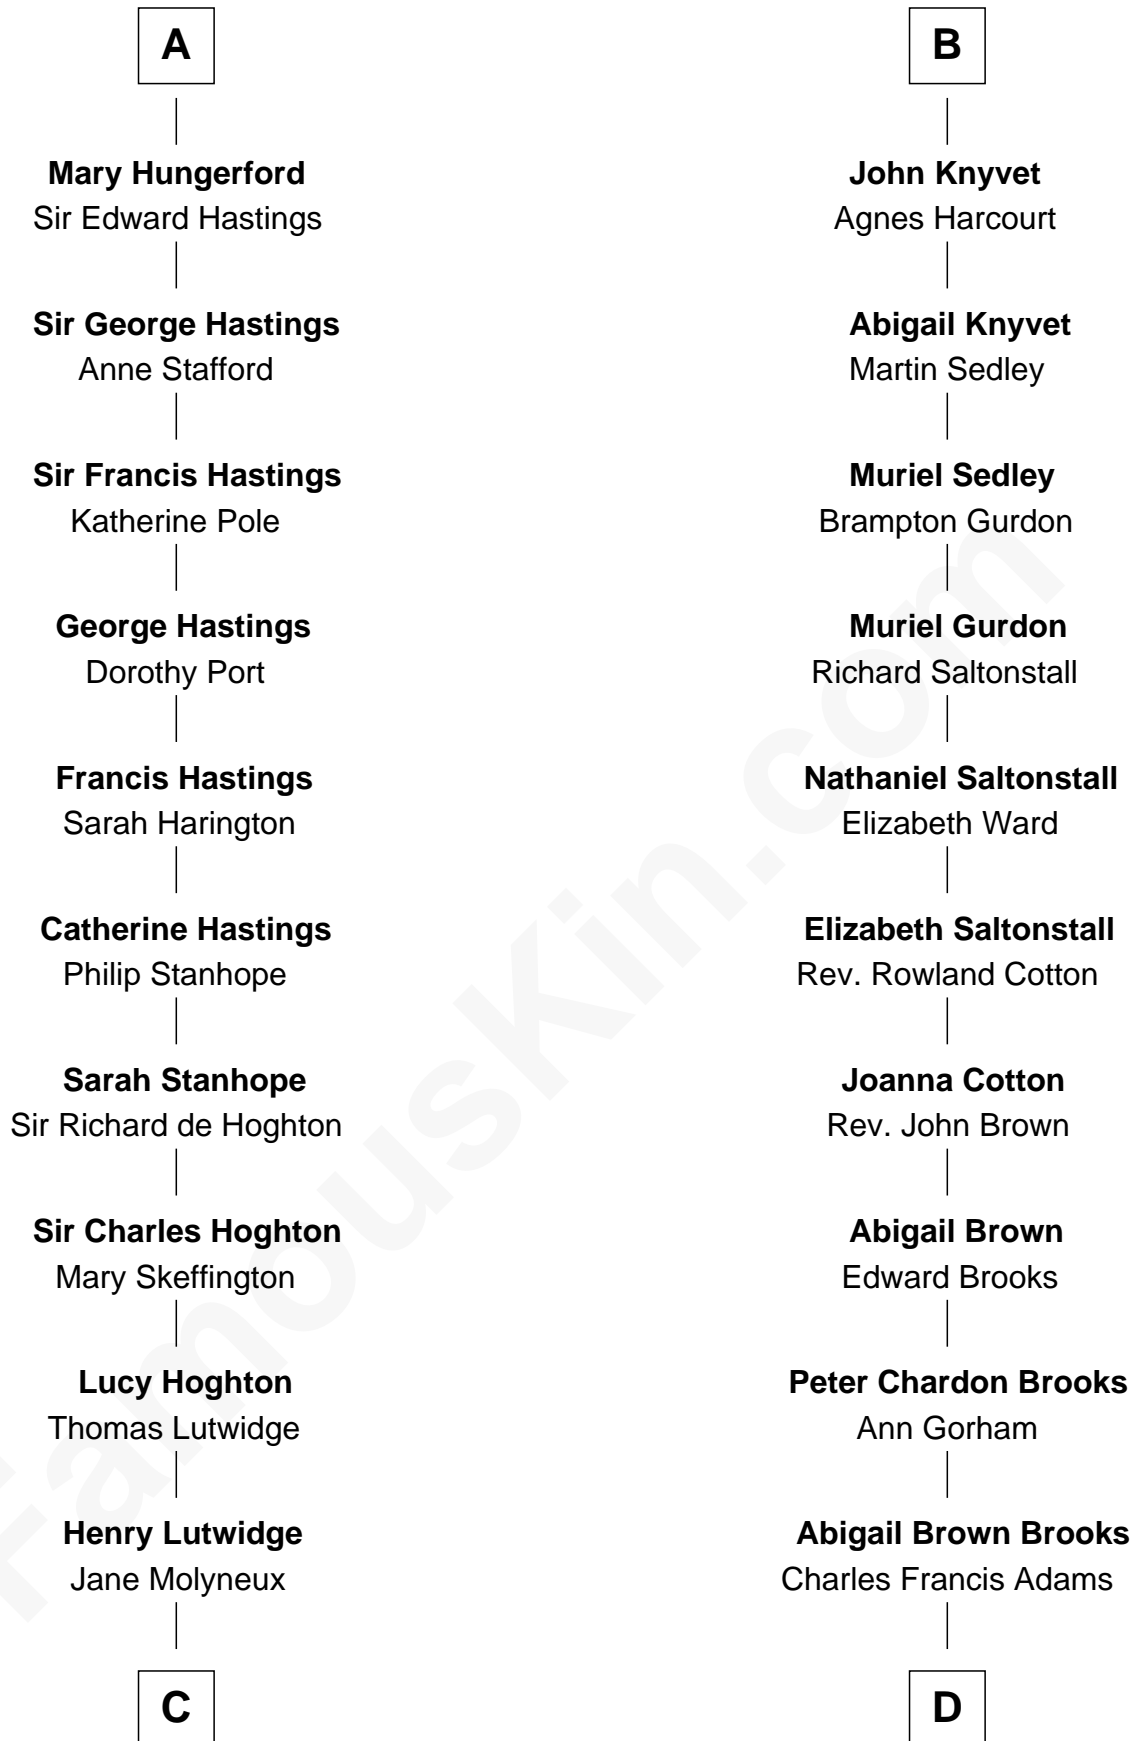 A
Mary Hungerford
Sir Edward Hastings
Sir George Hastings
Anne Stafford
Sir Francis Hastings
Katherine Pole
George Hastings
Dorothy Port
Francis Hastings
Sarah Harington
Catherine Hastings
Philip Stanhope
Sarah Stanhope
Sir Richard de Hoghton
Sir Charles Hoghton
Mary Skeffington
Lucy Hoghton
Thomas Lutwidge
Henry Lutwidge
Jane Molyneux
C
B
John Knyvet
Agnes Harcourt
Abigail Knyvet
Martin Sedley
Muriel Sedley
Brampton Gurdon
Muriel Gurdon
Richard Saltonstall
Nathaniel Saltonstall
Elizabeth Ward
Elizabeth Saltonstall
Rev. Rowland Cotton
Joanna Cotton
Rev. John Brown
Abigail Brown
Edward Brooks
Peter Chardon Brooks
Ann Gorham
Abigail Brown Brooks
Charles Francis Adams
D
FamousKin.com